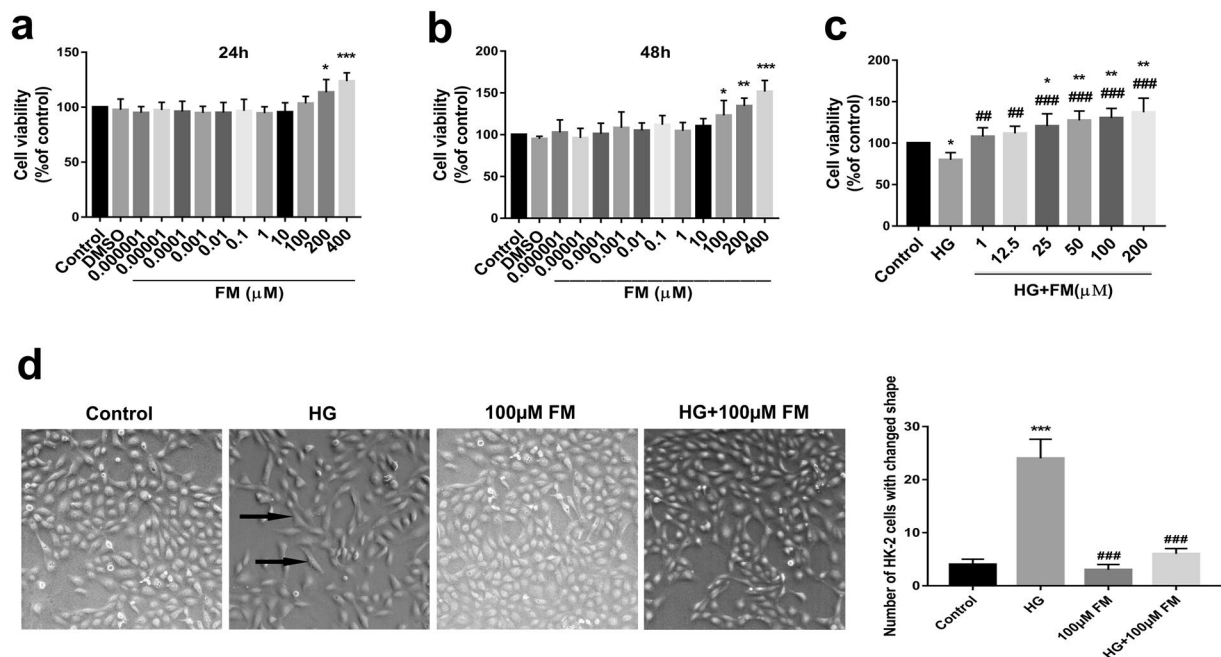 a
24h
Cell viability
(%of control)
150
100
50
0
*
***
Control
DMSO
0.000001
0.00001
0.0001
0.001
0.01
0.1
1
10
100
200
400
FM (μM)
b
48h
Cell viability
(%of control)
200
150
100
50
0
*
**
***
Control
DMSO
0.000001
0.00001
0.0001
0.001
0.01
0.1
1
10
100
200
400
FM (μM)
c
Cell viability
(%of control)
200
150
100
50
0
*
##
##
*
###
**
###
**
###
**
###
Control
HG
1
12.5
25
50
100
200
HG+FM(μM)
d
Control
HG
100μM FM
HG+100μM FM
Number of HK-2 cells with changed shape
40
30
20
10
0
***
###
###
Control
HG
100μM FM
HG+100μM FM